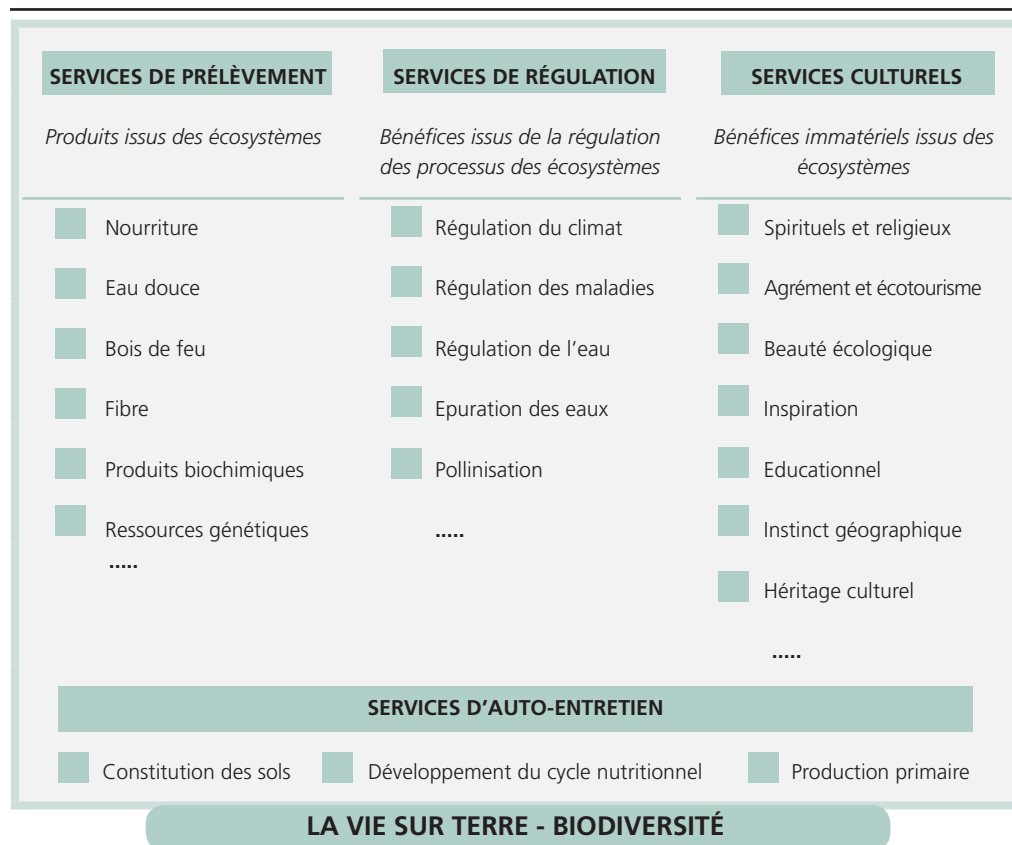 SERVICES DE PRÉLÈVEMENT
Produits issus des écosystèmes
Nourriture
Eau douce
Bois de feu
Fibre
Produits biochimiques
Ressources génétiques
.....
SERVICES DE RÉGULATION
Bénéfices issus de la régulation
des processus des écosystèmes
Régulation du climat
Régulation des maladies
Régulation de l'eau
Epuration des eaux
Pollinisation
.....
SERVICES CULTURELS
Bénéfices immatériels issus des
écosystèmes
Spirituels et religieux
Agrément et écotourisme
Beauté écologique
Inspiration
Educationnel
Instinct géographique
Héritage culturel
.....
SERVICES D'AUTO-ENTRETIEN
Constitution des sols
Développement du cycle nutritionnel
Production primaire
LA VIE SUR TERRE - BIODIVERSITÉ